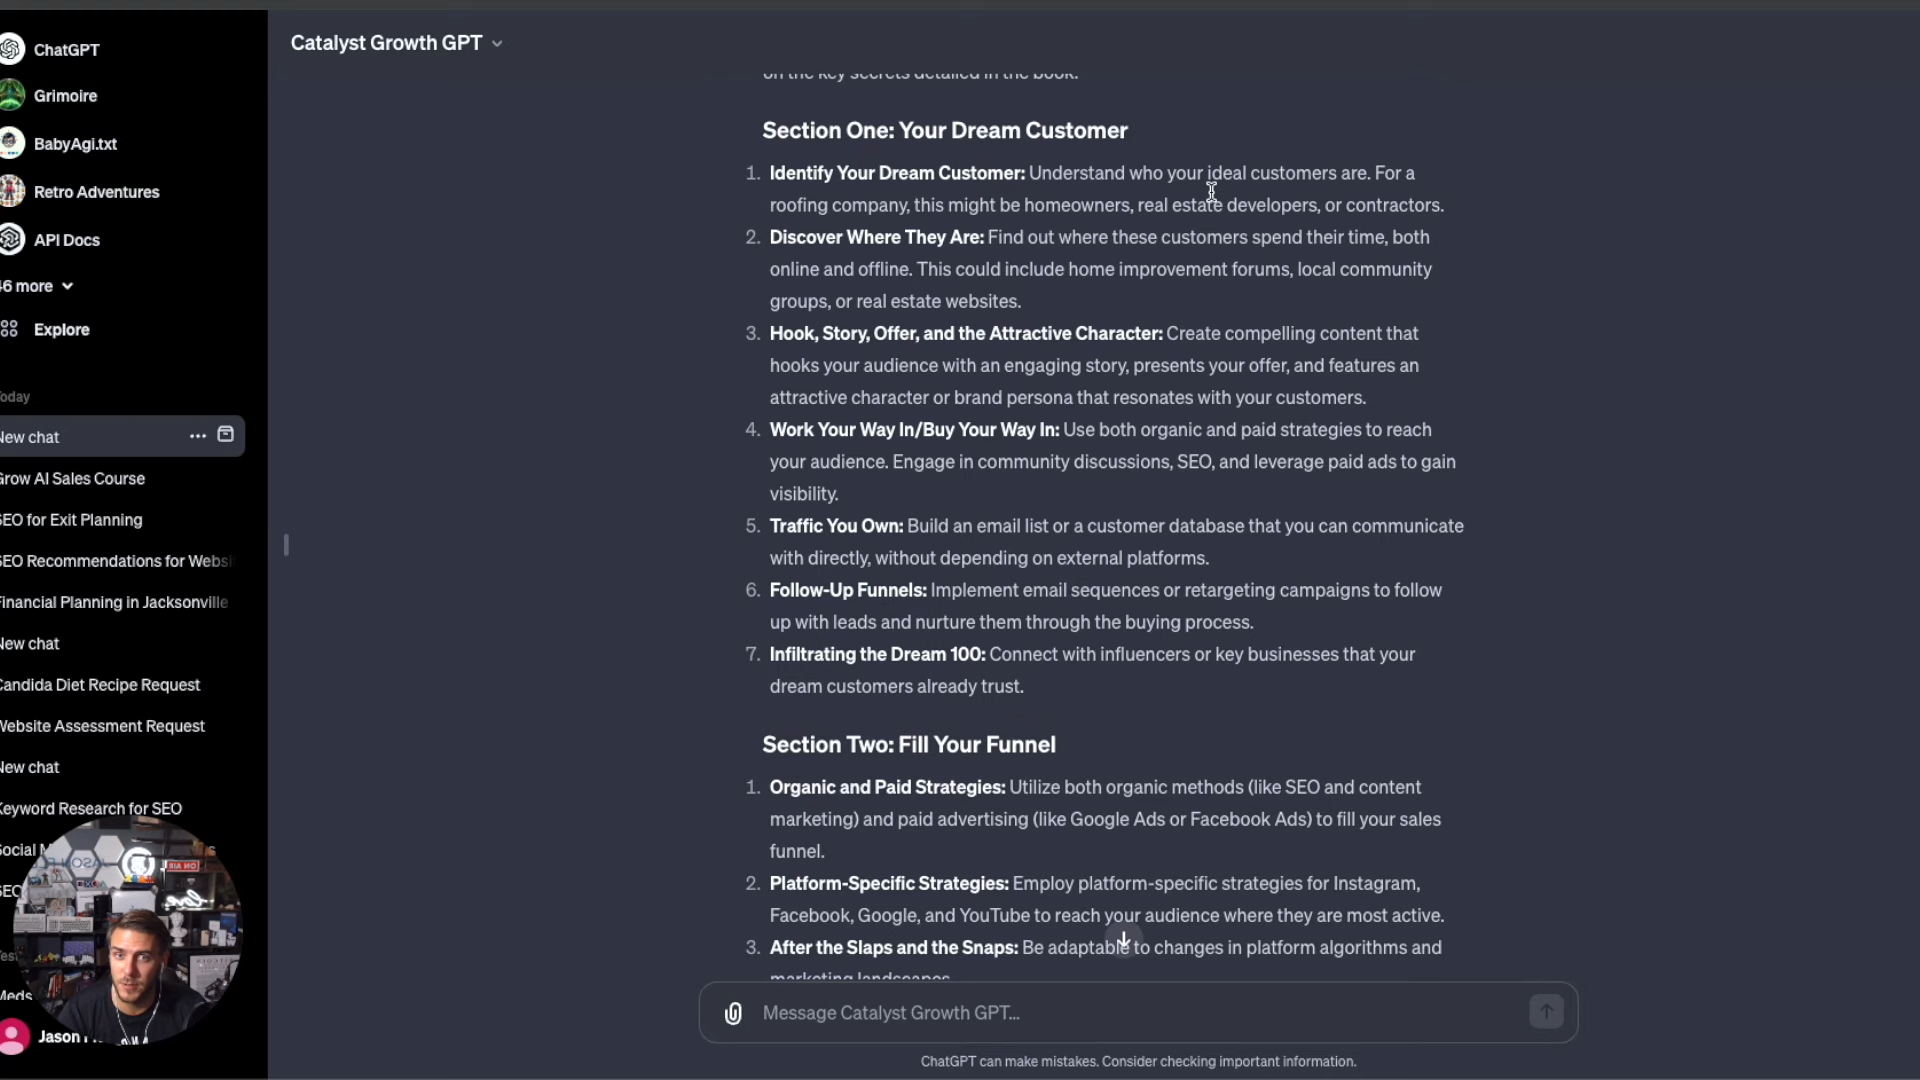 ChatGPT
Grimoire
BabyAgi.txt
Retro Adventures
API Docs
46 more
Explore
Today
New chat
Grow AI Sales Course
SEO for Exit Planning
SEO Recommendations for Websi
Financial Planning in Jacksonville
New chat
Candida Diet Recipe Request
Website Assessment Request
New chat
Keyword Research for SEO
Social
SEO
Meds
Jason
ON AIR
Catalyst Growth GPT
on the key secrets detailed in the book.
Section One: Your Dream Customer
1. Identify Your Dream Customer: Understand who your ideal customers are. For a
roofing company, this might be homeowners, real estate developers, or contractors.
2. Discover Where They Are: Find out where these customers spend their time, both
online and offline. This could include home improvement forums, local community
groups, or real estate websites.
3. Hook, Story, Offer, and the Attractive Character: Create compelling content that
hooks your audience with an engaging story, presents your offer, and features an
attractive character or brand persona that resonates with your customers.
4. Work Your Way In/Buy Your Way In: Use both organic and paid strategies to reach
your audience. Engage in community discussions, SEO, and leverage paid ads to gain
visibility.
5. Traffic You Own: Build an email list or a customer database that you can communicate
with directly, without depending on external platforms.
6. Follow-Up Funnels: Implement email sequences or retargeting campaigns to follow
up with leads and nurture them through the buying process.
7. Infiltrating the Dream 100: Connect with influencers or key businesses that your
dream customers already trust.
Section Two: Fill Your Funnel
1. Organic and Paid Strategies: Utilize both organic methods (like SEO and content
marketing) and paid advertising (like Google Ads or Facebook Ads) to fill your sales
funnel.
2. Platform-Specific Strategies: Employ platform-specific strategies for Instagram,
Facebook, Google, and YouTube to reach your audience where they are most active.
3. After the Slaps and the Snaps: Be adaptable to changes in platform algorithms and
marketing landscapes.
Message Catalyst Growth GPT...
ChatGPT can make mistakes. Consider checking important information.